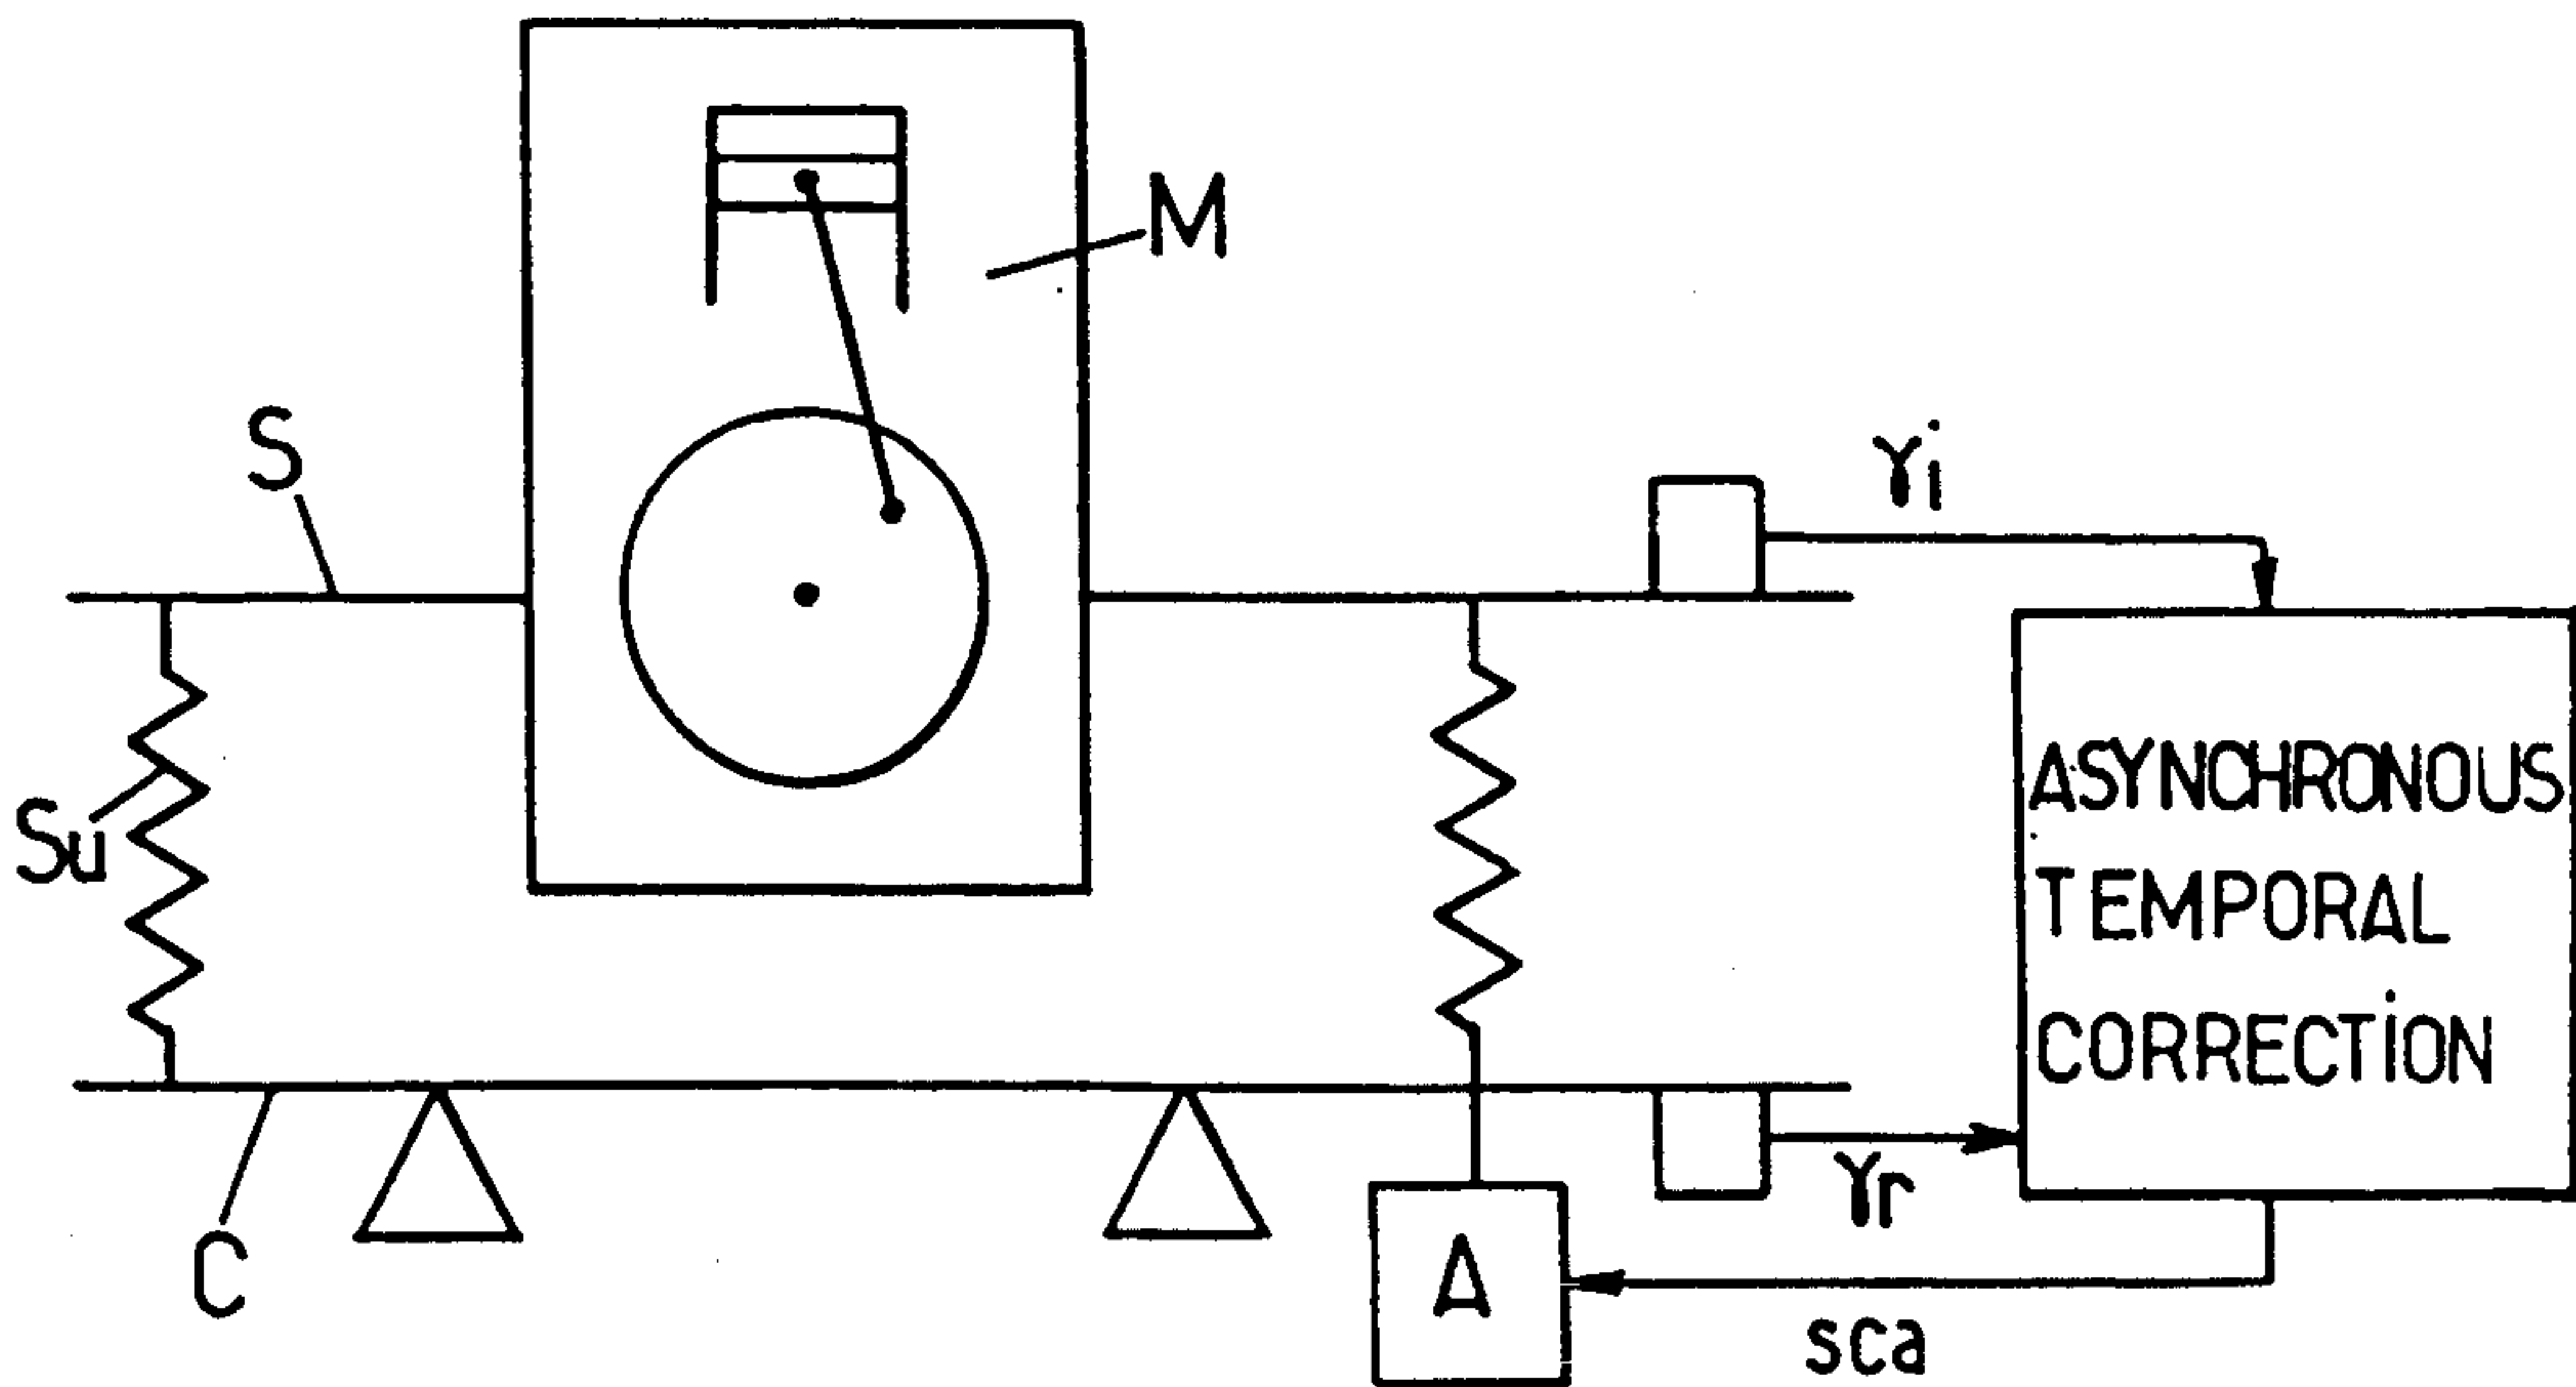 M
S
γi
Su
ASYNCHRONOUS
TEMPORAL
CORRECTION
γr
C
A
sca